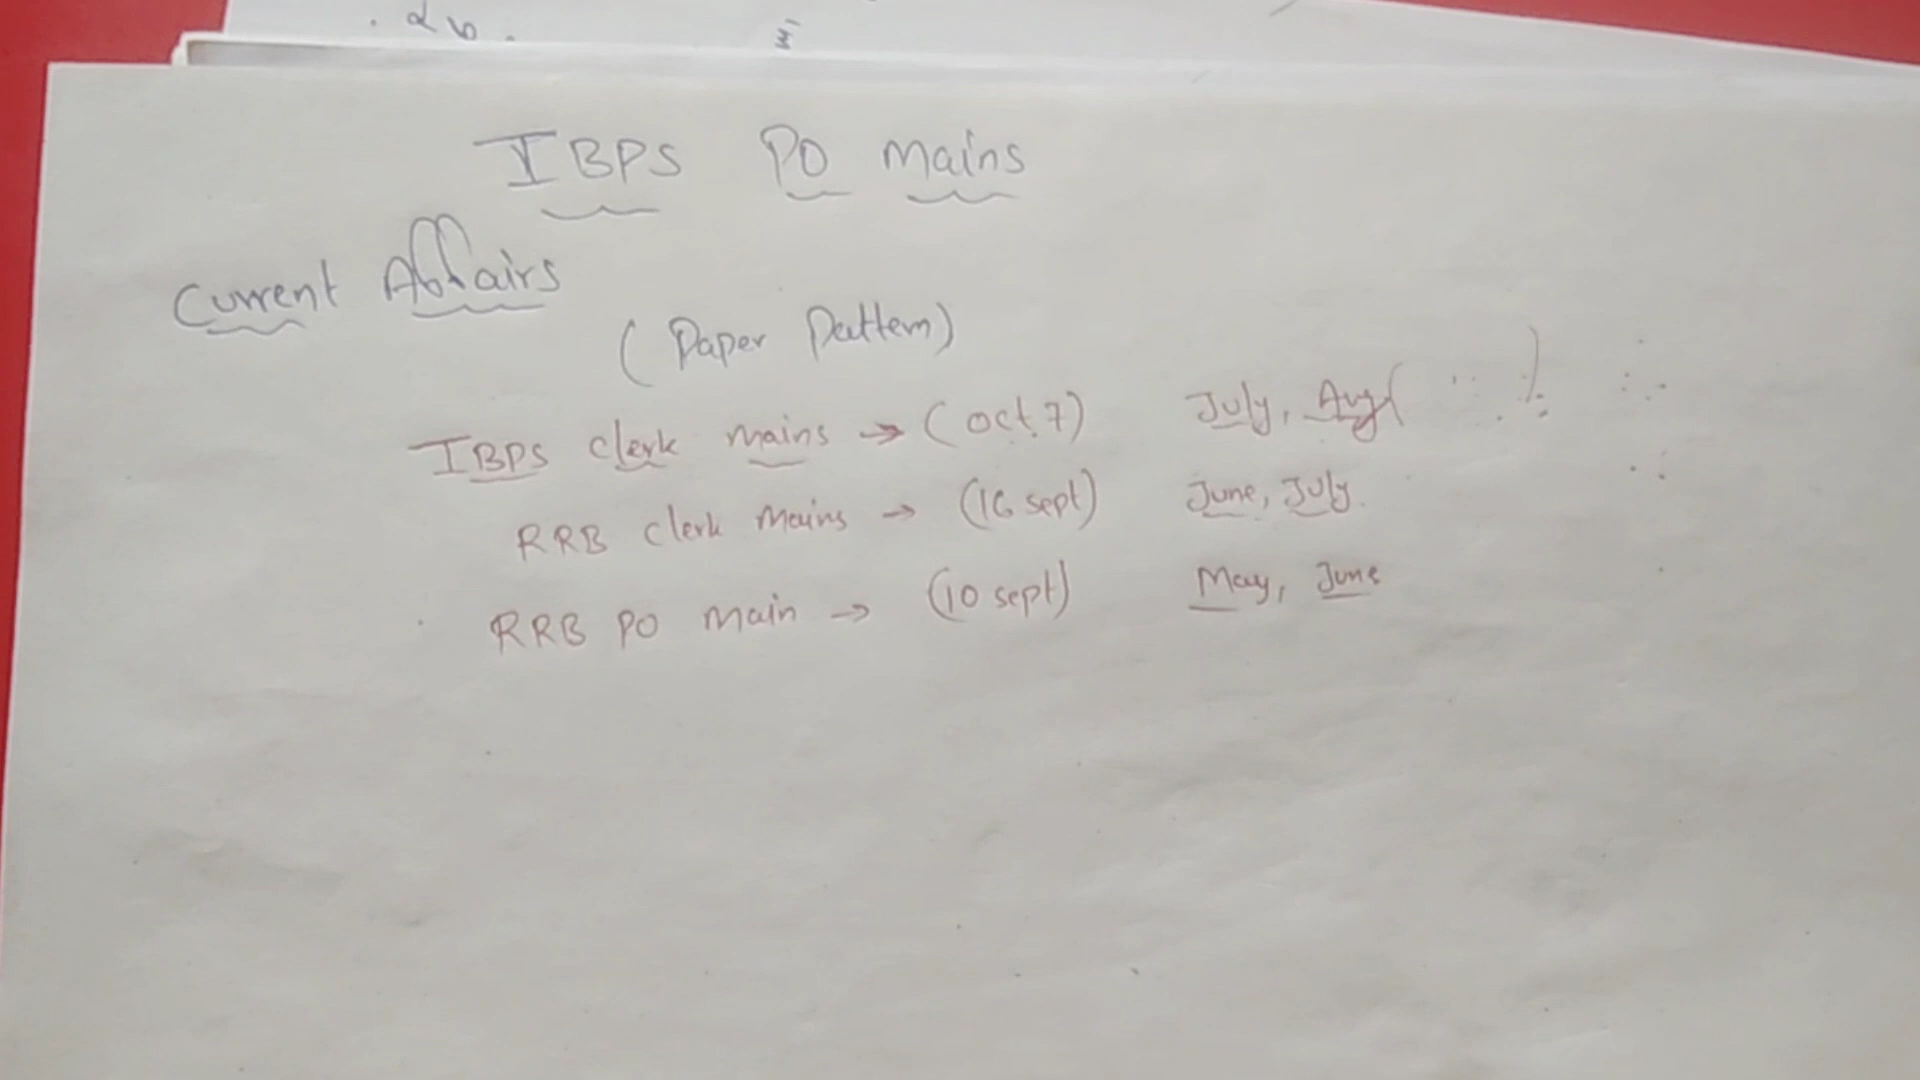 IBPS PO Mains
Current Affairs
(Paper Pattern)
IBPS Clerk mains → (oct.7) July, Aug(
RRB clerk Mains → (16 sept) June, July.
RRB PO main → (10 sept) May, June